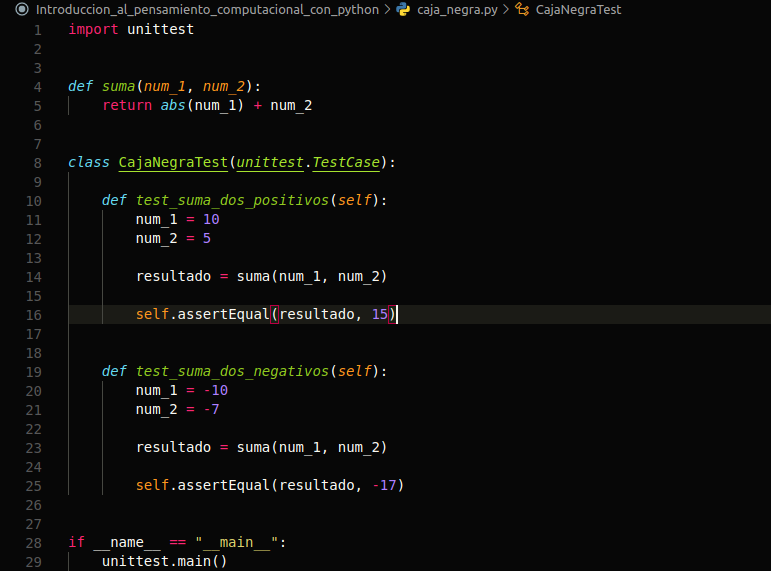 Introduccion_al_pensamiento_computacional_con_python > caja_negra.py > CajaNegraTest
1 import unittest
2
3
4 def suma(num_1, num_2):
5     return abs(num_1) + num_2
6
7
8 class CajaNegraTest(unittest.TestCase):
9
10     def test_suma_dos_positivos(self):
11         num_1 = 10
12         num_2 = 5
13
14         resultado = suma(num_1, num_2)
15
16         self.assertEqual(resultado, 15)
17
18
19     def test_suma_dos_negativos(self):
20         num_1 = -10
21         num_2 = -7
22
23         resultado = suma(num_1, num_2)
24
25         self.assertEqual(resultado, -17)
26
27
28 if __name__ == "__main__":
29     unittest.main()